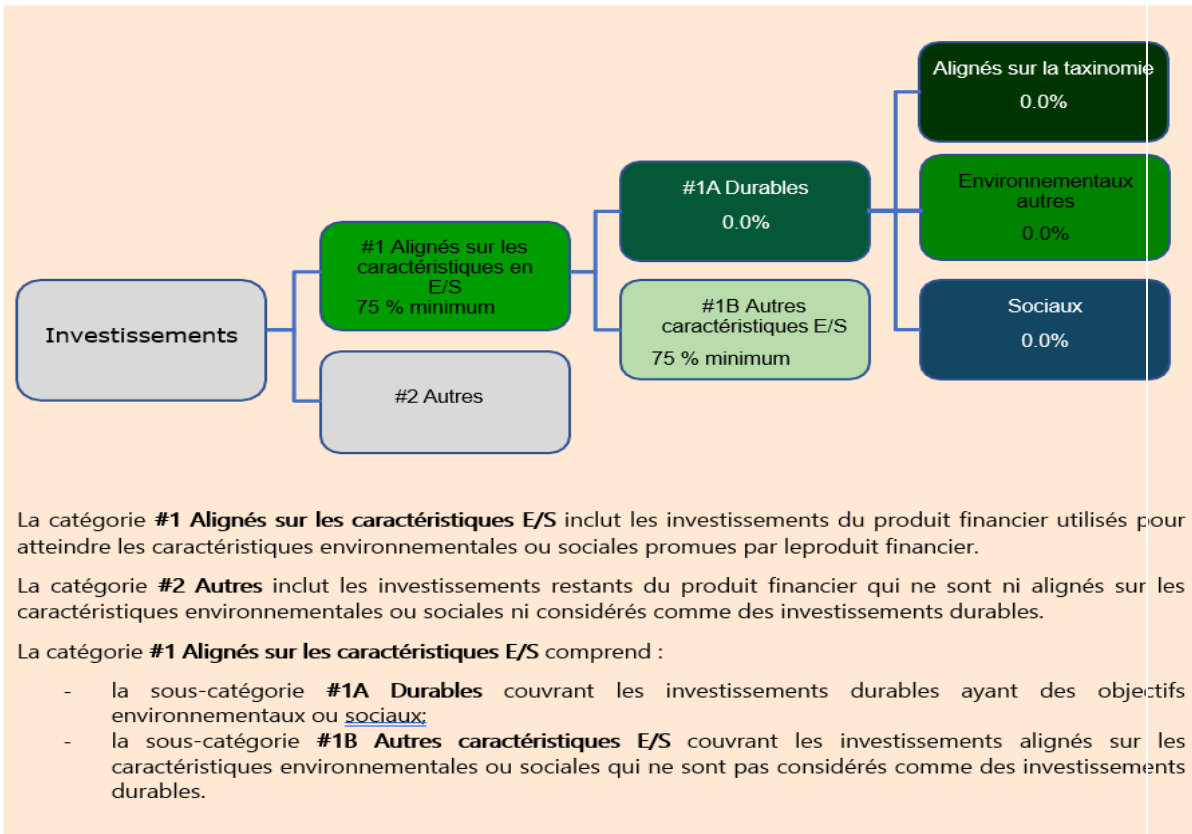 Alignés sur la taxinomie
0.0%
#1A Durables
0.0%
Environnementaux
autres
0.0%
#1 Alignés sur les
caractéristiques en
E/S
75 % minimum
#1B Autres
caractéristiques E/S
75 % minimum
Sociaux
0.0%
Investissements
#2 Autres
La catégorie #1 Alignés sur les caractéristiques E/S inclut les investissements du produit financier utilisés pour
atteindre les caractéristiques environnementales ou sociales promues par leproduit financier.
La catégorie #2 Autres inclut les investissements restants du produit financier qui ne sont ni alignés sur les
caractéristiques environnementales ou sociales ni considérés comme des investissements durables.
La catégorie #1 Alignés sur les caractéristiques E/S comprend :
- la sous-catégorie #1A Durables couvrant les investissements durables ayant des objectifs
environnementaux ou sociaux;
- la sous-catégorie #1B Autres caractéristiques E/S couvrant les investissements alignés sur les
caractéristiques environnementales ou sociales qui ne sont pas considérés comme des investissements
durables.